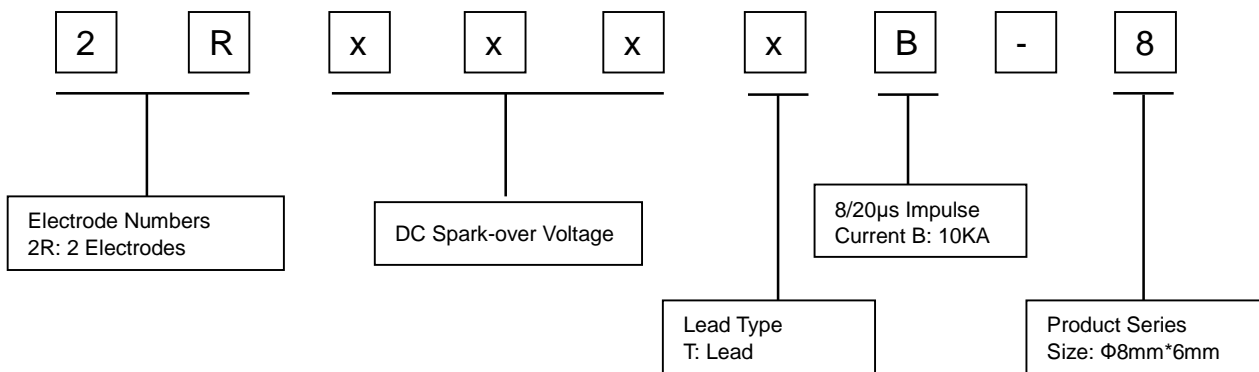 2 R x x x x B - 8
Electrode Numbers
2R: 2 Electrodes
DC Spark-over Voltage
8/20µs Impulse
Current B: 10KA
Lead Type
T: Lead
Product Series
Size: Φ8mm*6mm